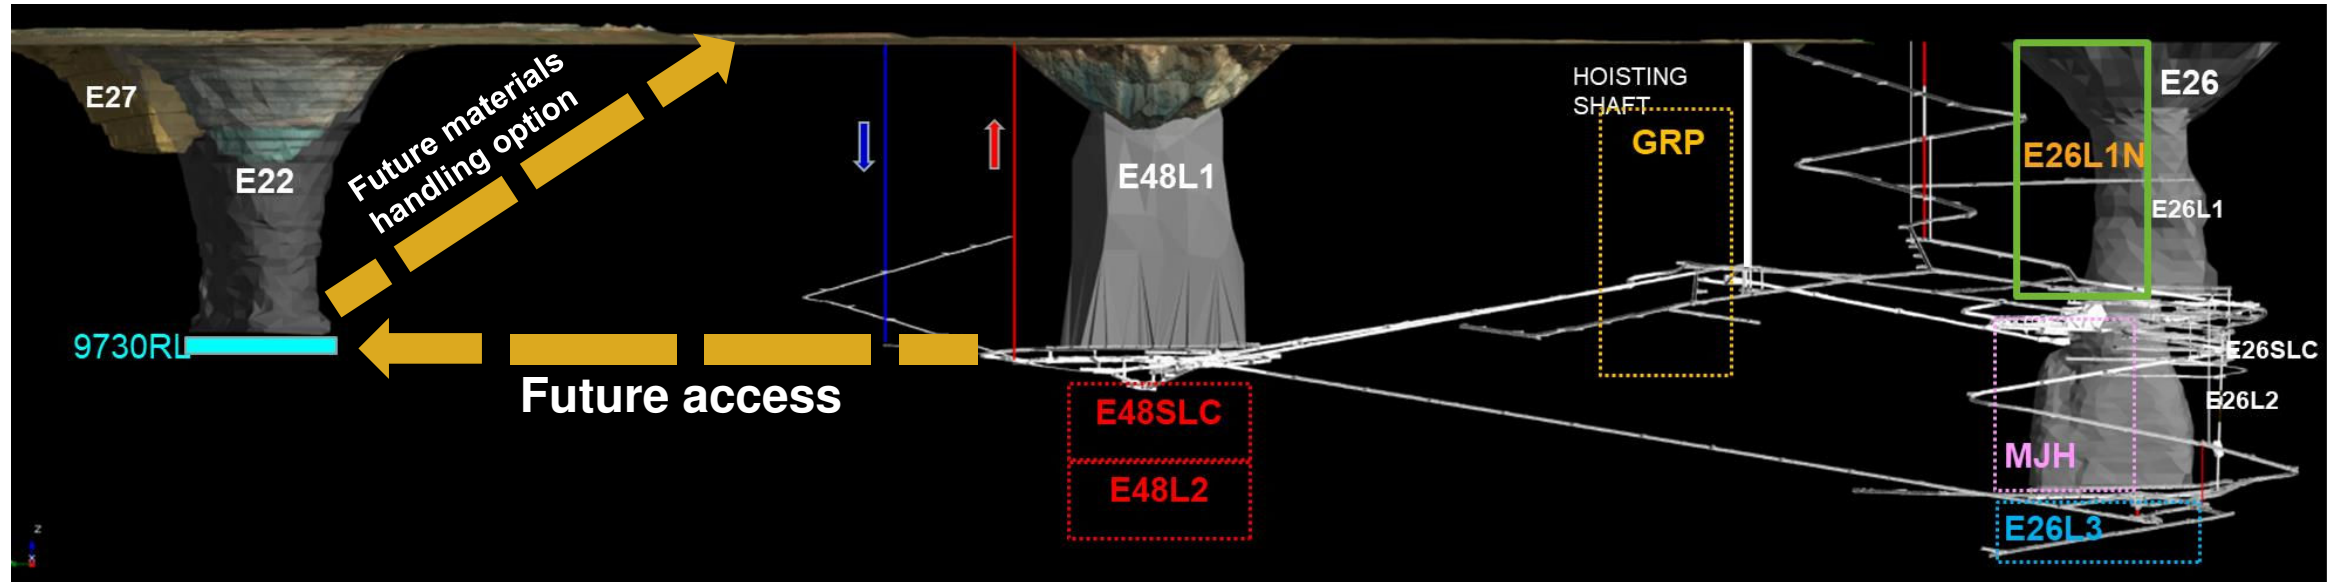 E27
E22
Future materials
handling option
9730RL
Future access
E48L1
E48SLC
E48L2
HOISTING
SHAFT
GRP
E26
E26L1N
E26L1
E26SLC
E26L2
MJH
E26L3
z
x